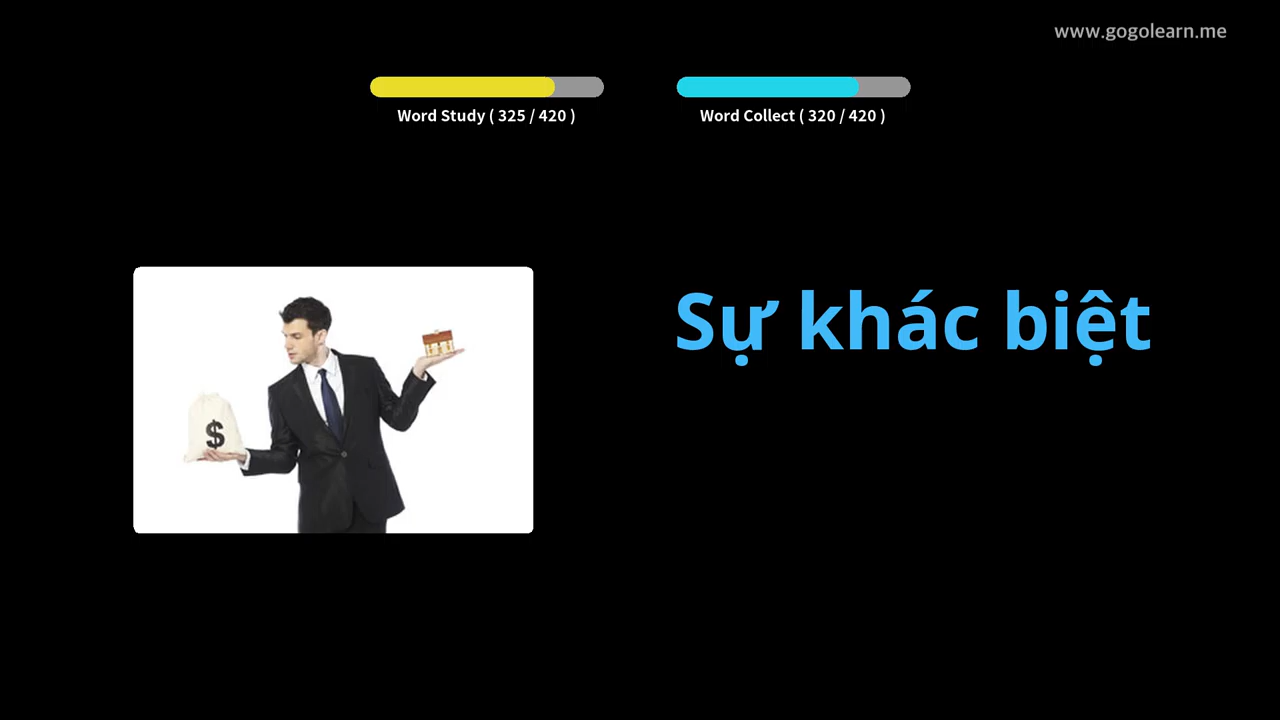 www.gogolearn.me
Word Study ( 325 / 420 )
Word Collect ( 320 / 420 )
Sự khác biệt
$